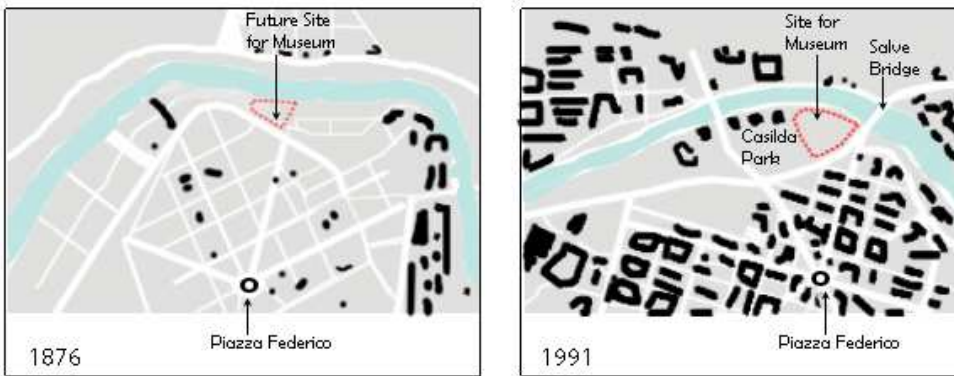 Future Site
for Museum
Piazza Federico
1876
Site for
Museum
Salve
Bridge
Casilda
Park
Piazza Federico
1991